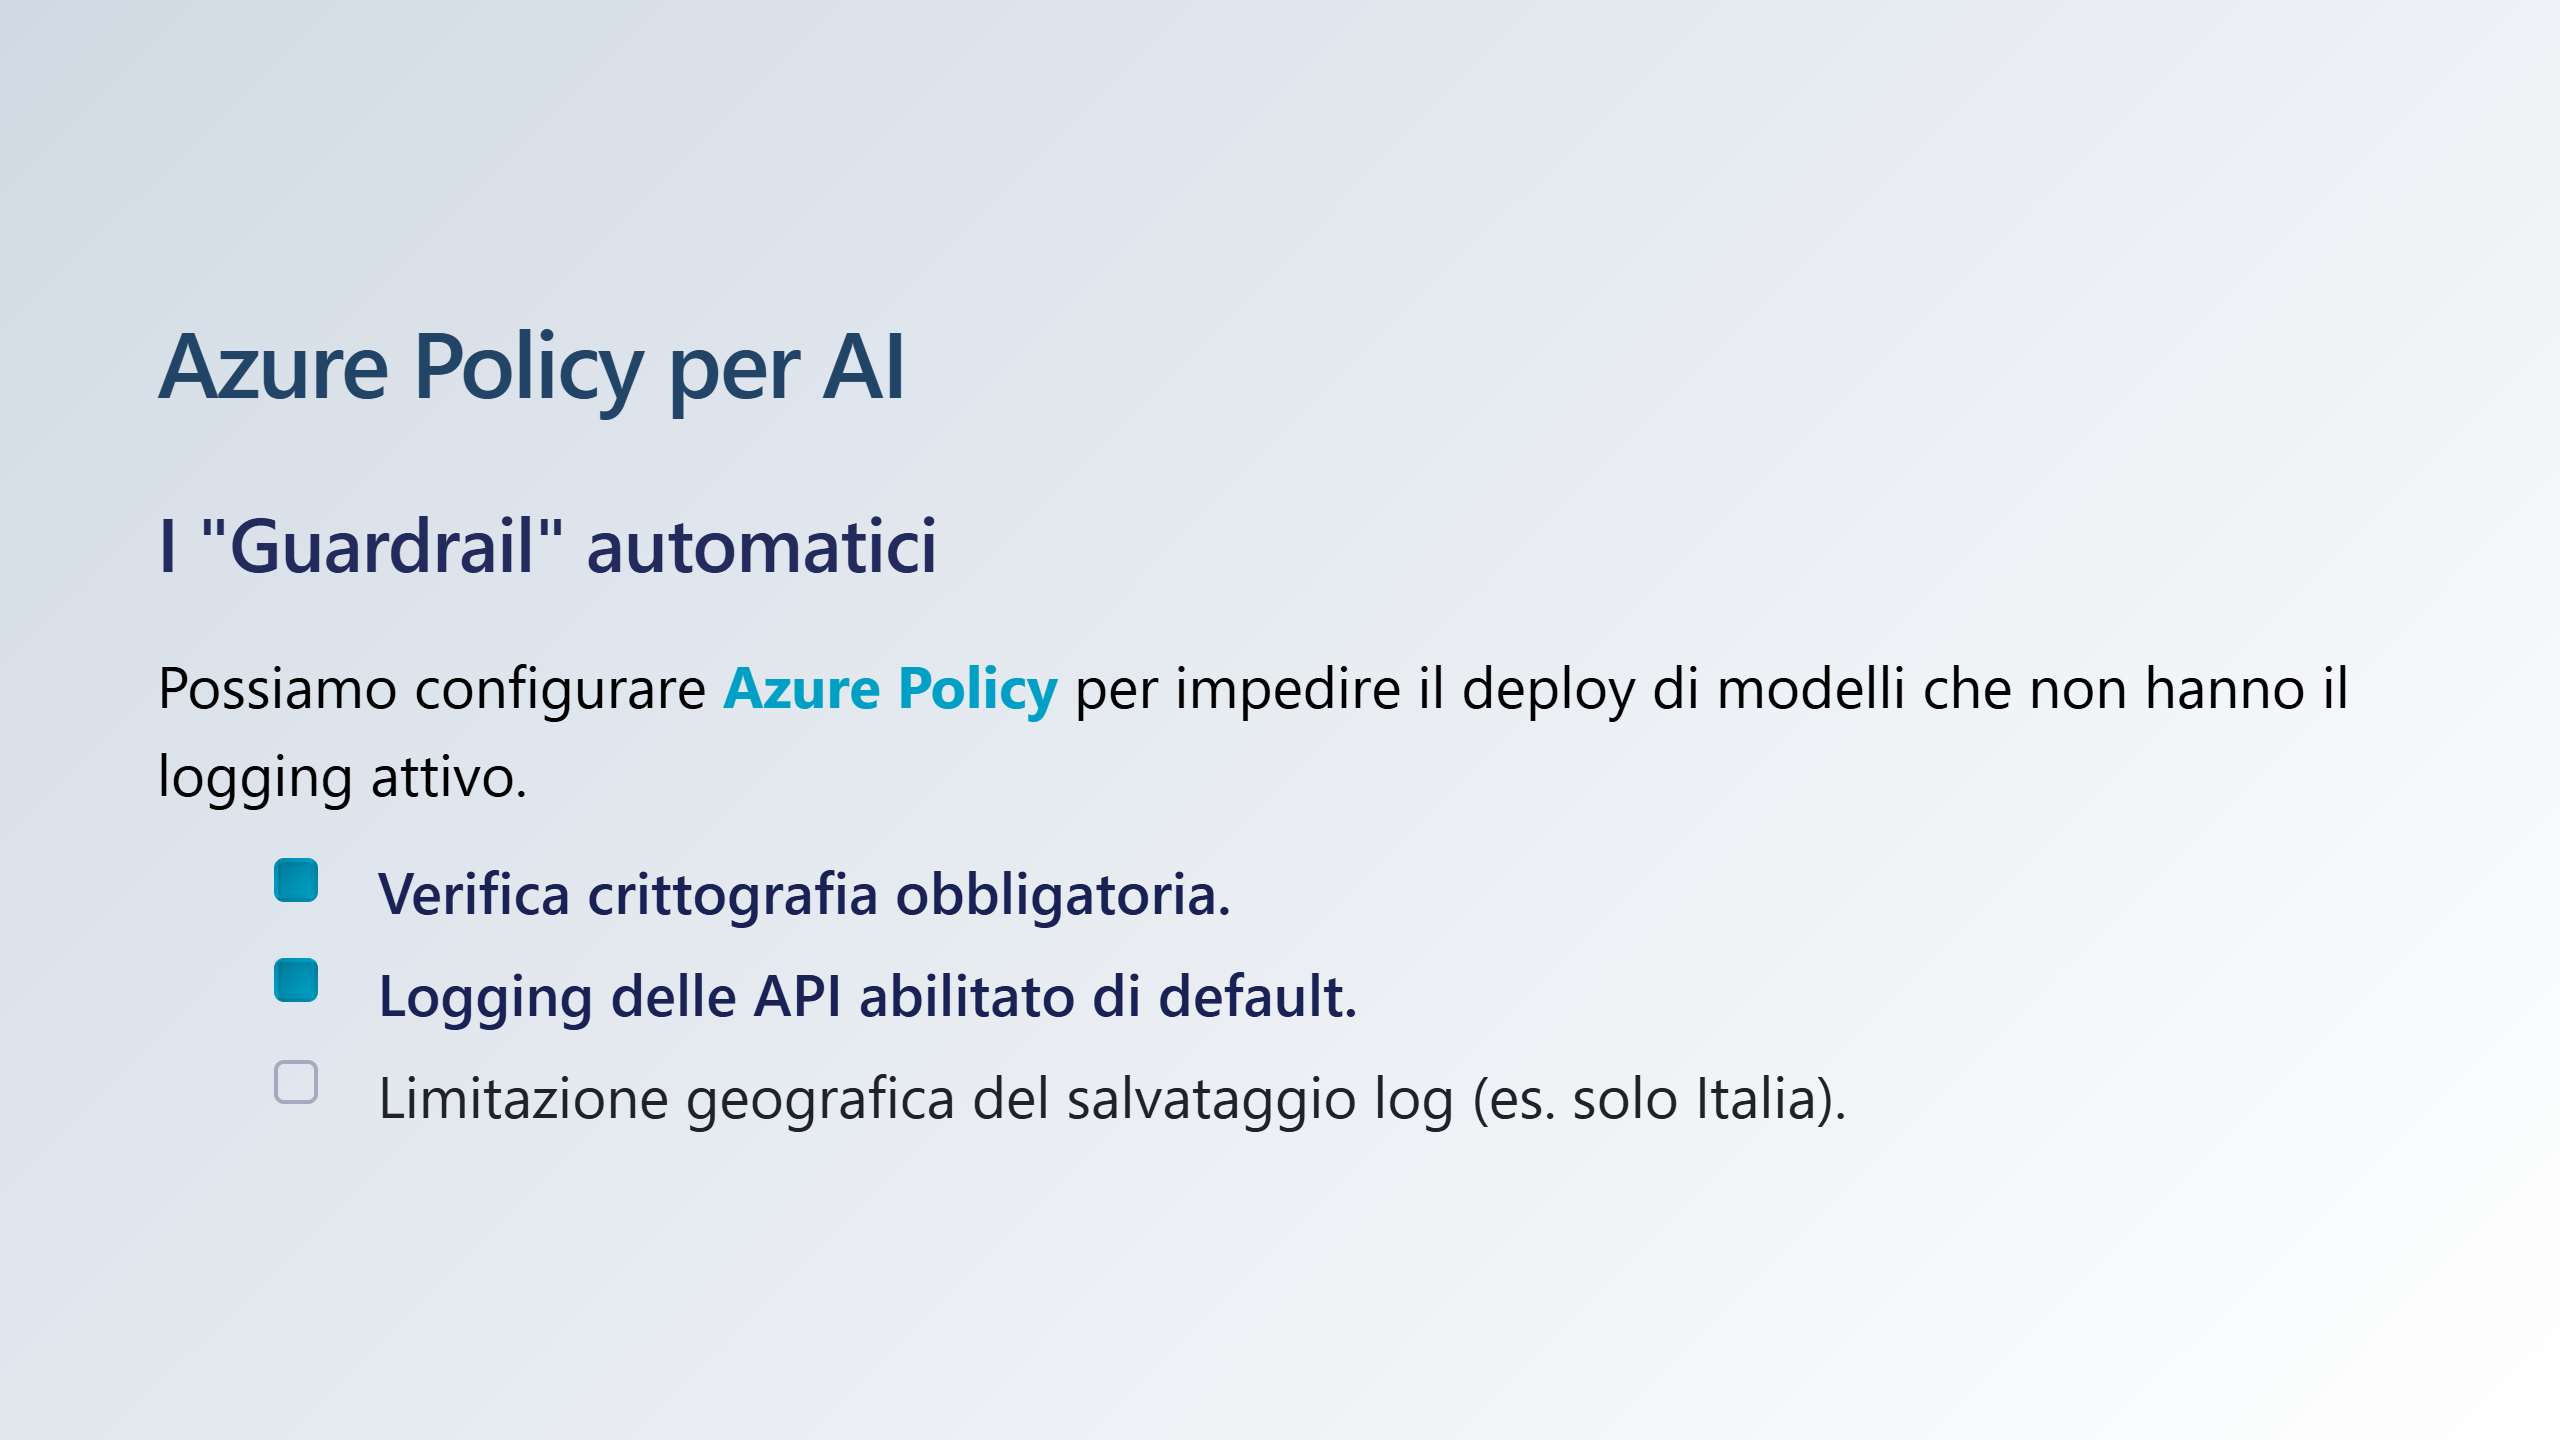 Azure Policy per AI
I "Guardrail" automatici
Possiamo configurare Azure Policy per impedire il deploy di modelli che non hanno il
logging attivo.
Verifica crittografia obbligatoria.
Logging delle API abilitato di default.
Limitazione geografica del salvataggio log (es. solo Italia).